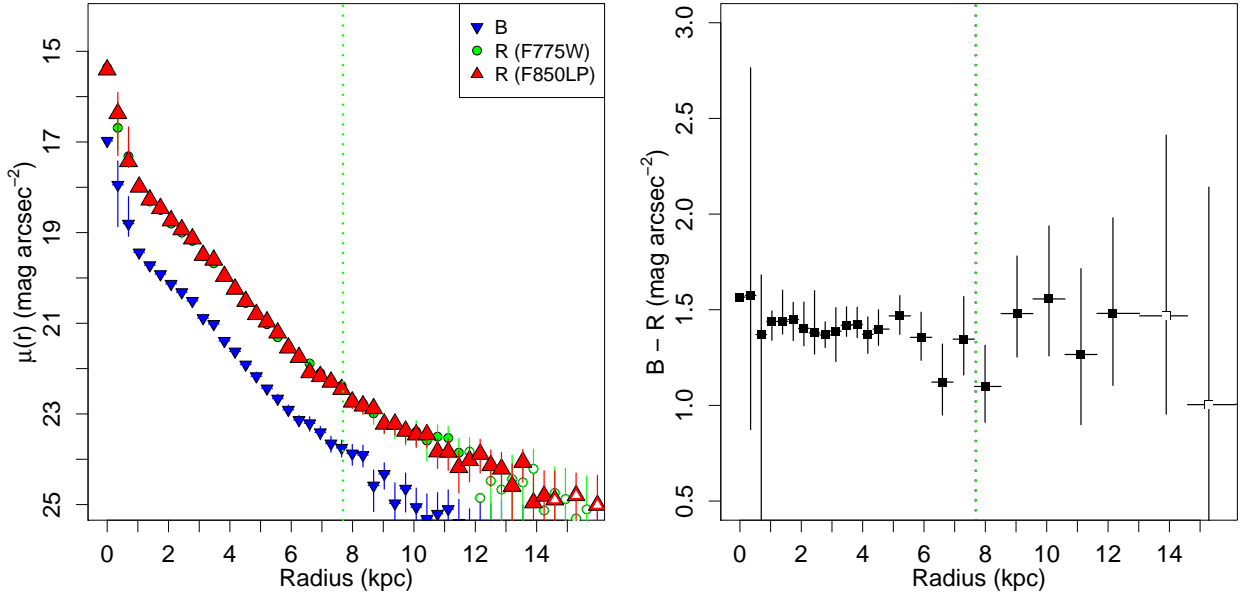 B
R (F775W)
R (F850LP)
15
17
19
21
23
25
μ(r) (mag arcsec−2)
0 2 4 6 8 10 12 14
Radius (kpc)
3.0
2.5
2.0
1.5
1.0
0.5
B − R (mag arcsec−2)
0 2 4 6 8 10 12 14
Radius (kpc)